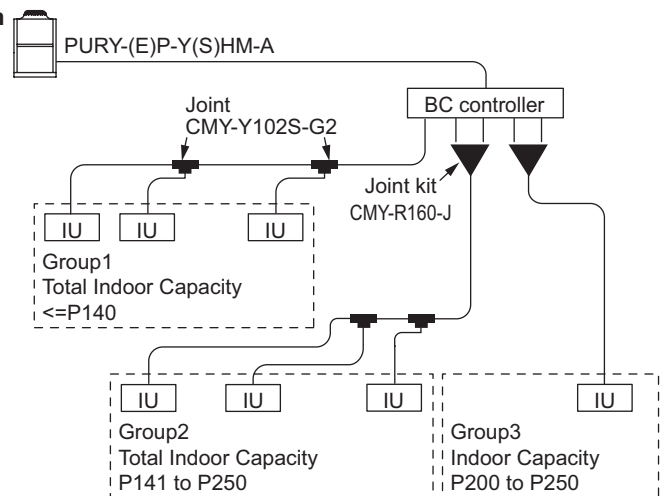 n
PURY-(E)P-Y(S)HM-A
BC controller
Joint
CMY-Y102S-G2
Joint kit
CMY-R160-J
IU
IU
IU
Group1
Total Indoor Capacity
<=P140
IU
IU
IU
IU
Group2
Total Indoor Capacity
P141 to P250
Group3
Indoor Capacity
P200 to P250